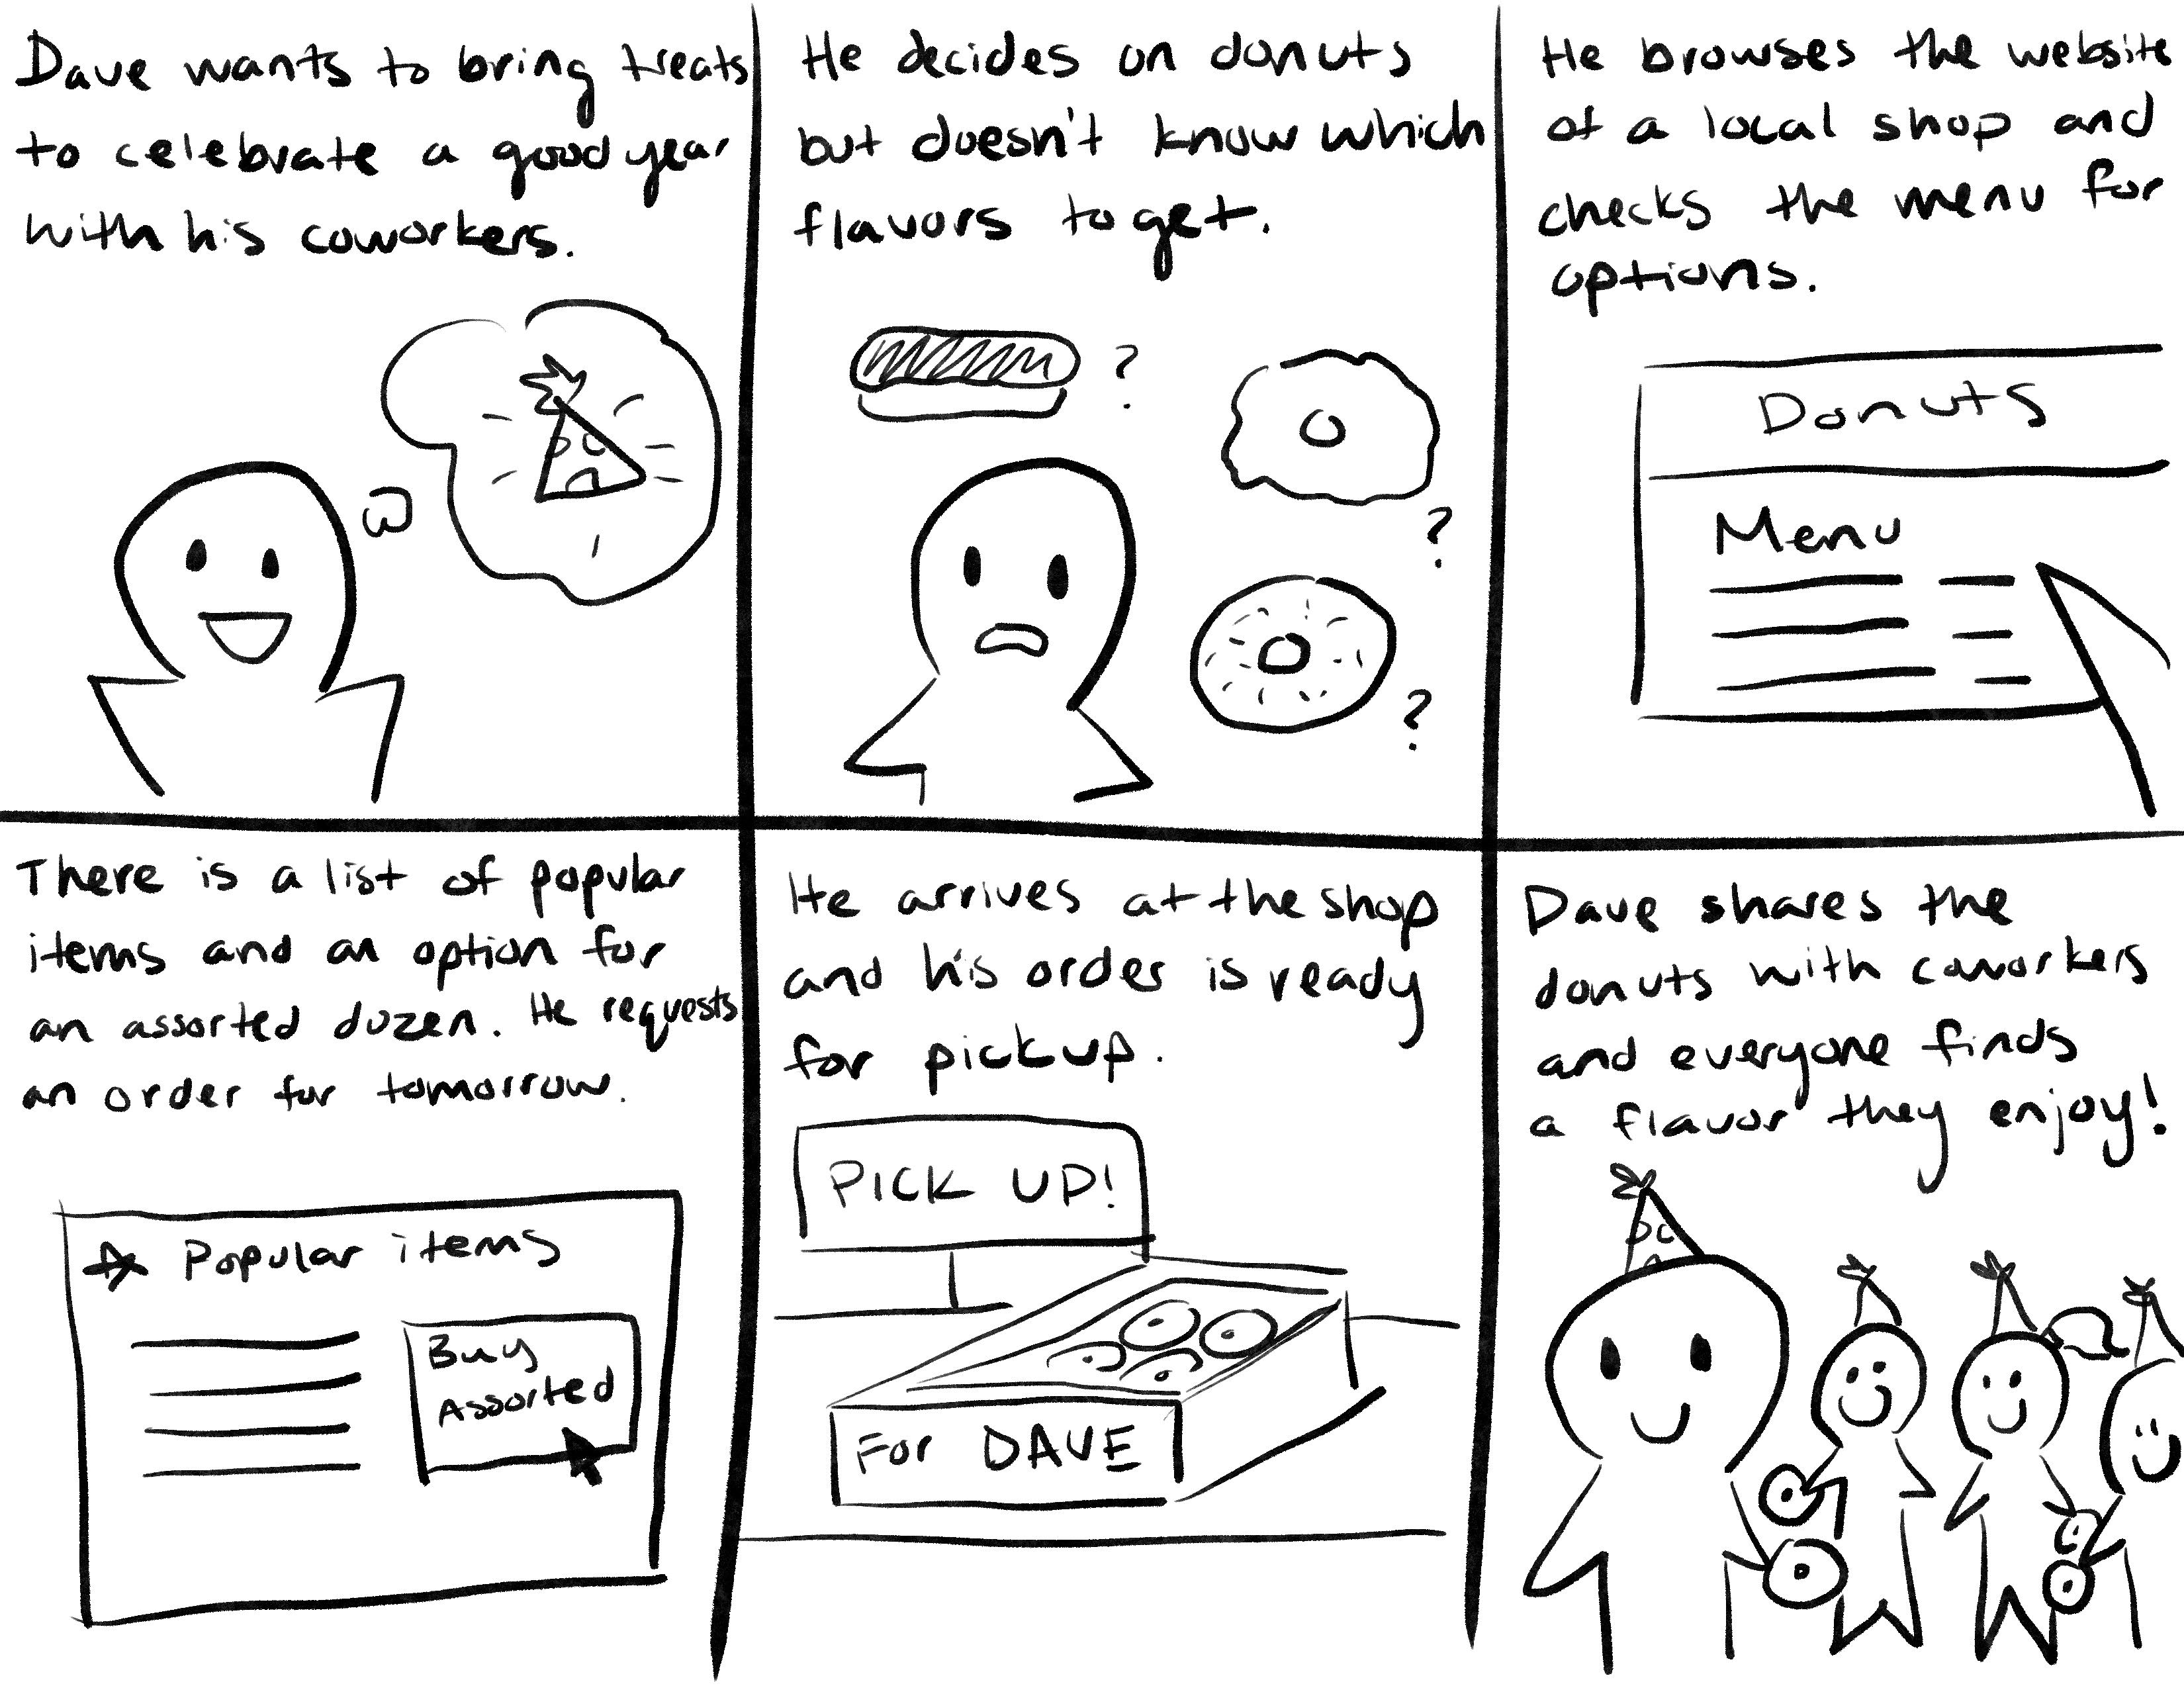 Dave wants to bring treats
to celebrate a good year
with his coworkers.
He decides on donuts
but doesn't know which
flavors to get.
?
?
?
He browses the website
of a local shop and
checks the menu for
options.
Donuts
Menu
There is a list of popular
items and an option for
an assorted dozen. He requests
an order for tomorrow.
Popular items
Buy
Assorted
He arrives at the shop
and his order is ready
for pickup.
PICK UP!
For DAVE
Dave shares the
donuts with coworkers
and everyone finds
a flavor they enjoy!